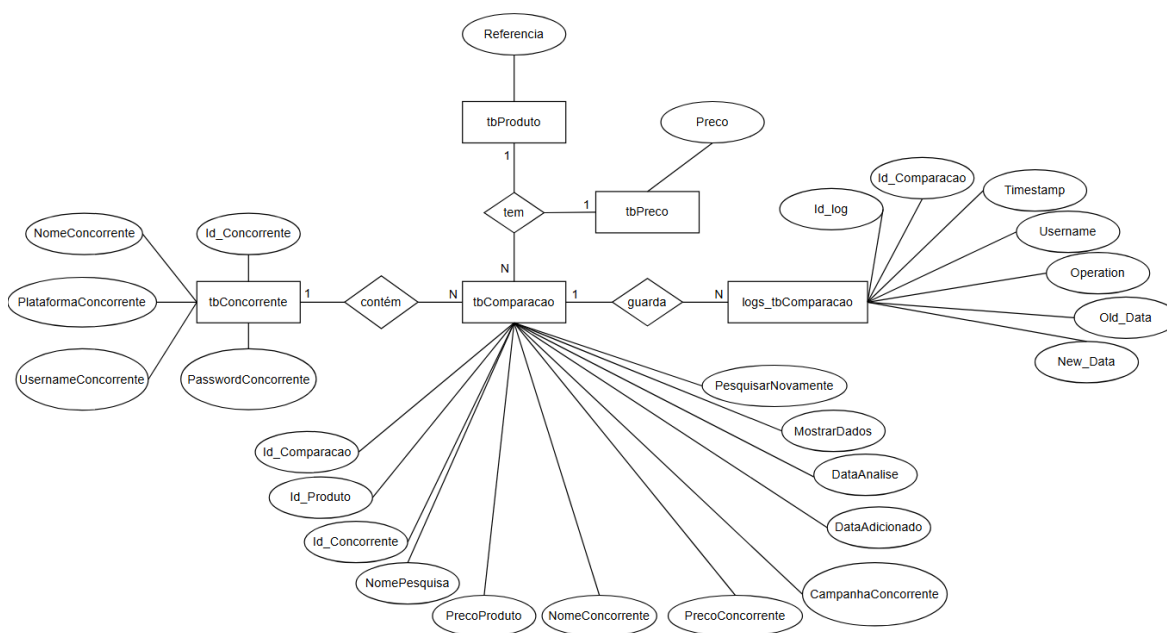 Referencia
tbProduto
Preco
1
tem
1
tbPreco
N
Id_log
Id_Comparacao
Timestamp
Username
Operation
Old_Data
New_Data
NomeConcorrente
Id_Concorrente
PlataformaConcorrente
tbConcorrente
1
contém
N
tbComparacao
1
guarda
N
logs_tbComparacao
UsernameConcorrente
PasswordConcorrente
PesquisarNovamente
MostrarDados
DataAnalise
DataAdicionado
CampanhaConcorrente
Id_Comparacao
Id_Produto
Id_Concorrente
NomePesquisa
PrecoProduto
NomeConcorrente
PrecoConcorrente